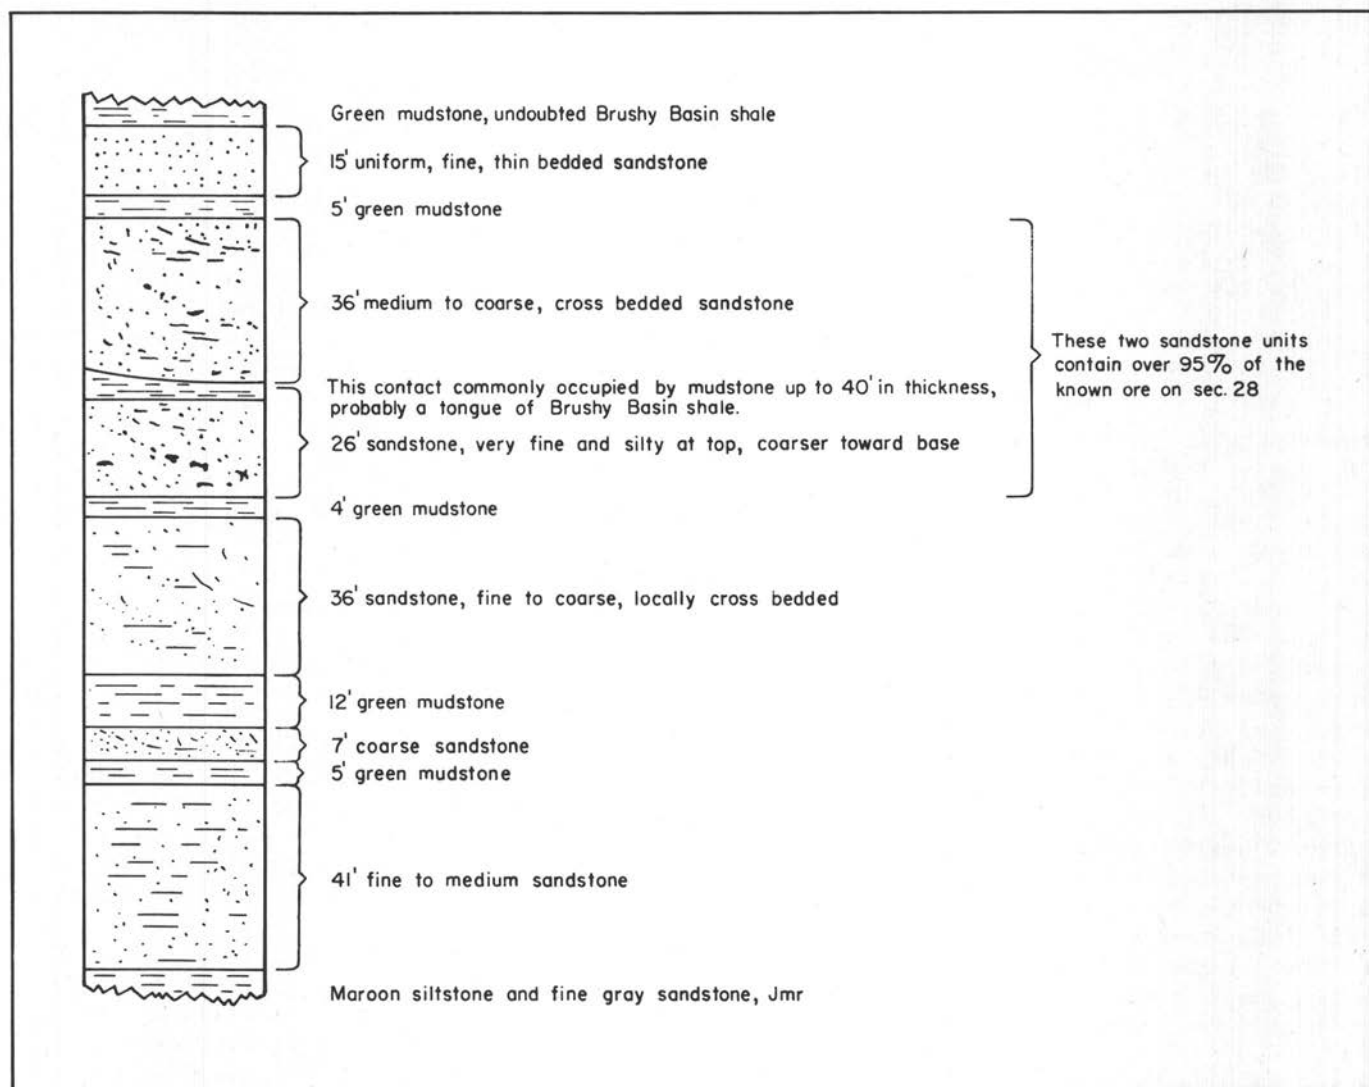 Green mudstone, undoubted Brushy Basin shale
15' uniform, fine, thin bedded sandstone
5' green mudstone
36' medium to coarse, cross bedded sandstone
These two sandstone units
contain over 95% of the
known ore on sec. 28
This contact commonly occupied by mudstone up to 40' in thickness,
probably a tongue of Brushy Basin shale.
26' sandstone, very fine and silty at top, coarser toward base
4' green mudstone
36' sandstone, fine to coarse, locally cross bedded
12' green mudstone
7' coarse sandstone
5' green mudstone
41' fine to medium sandstone
Maroon siltstone and fine gray sandstone, Jmr